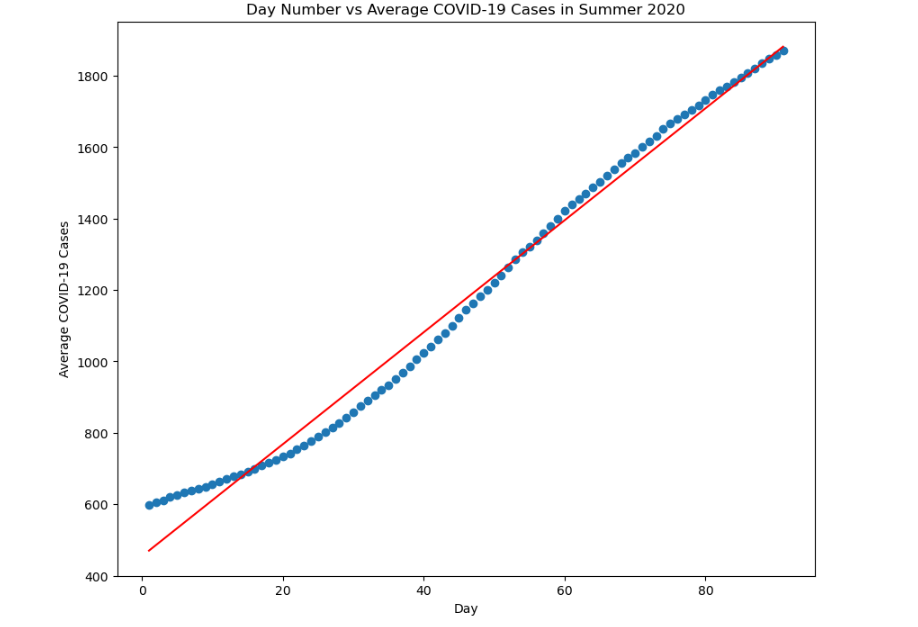 Day Number vs Average COVID-19 Cases in Summer 2020
1800
1600
1400
1200
1000
800
600
400
Average COVID-19 Cases
0 20 40 60 80
Day